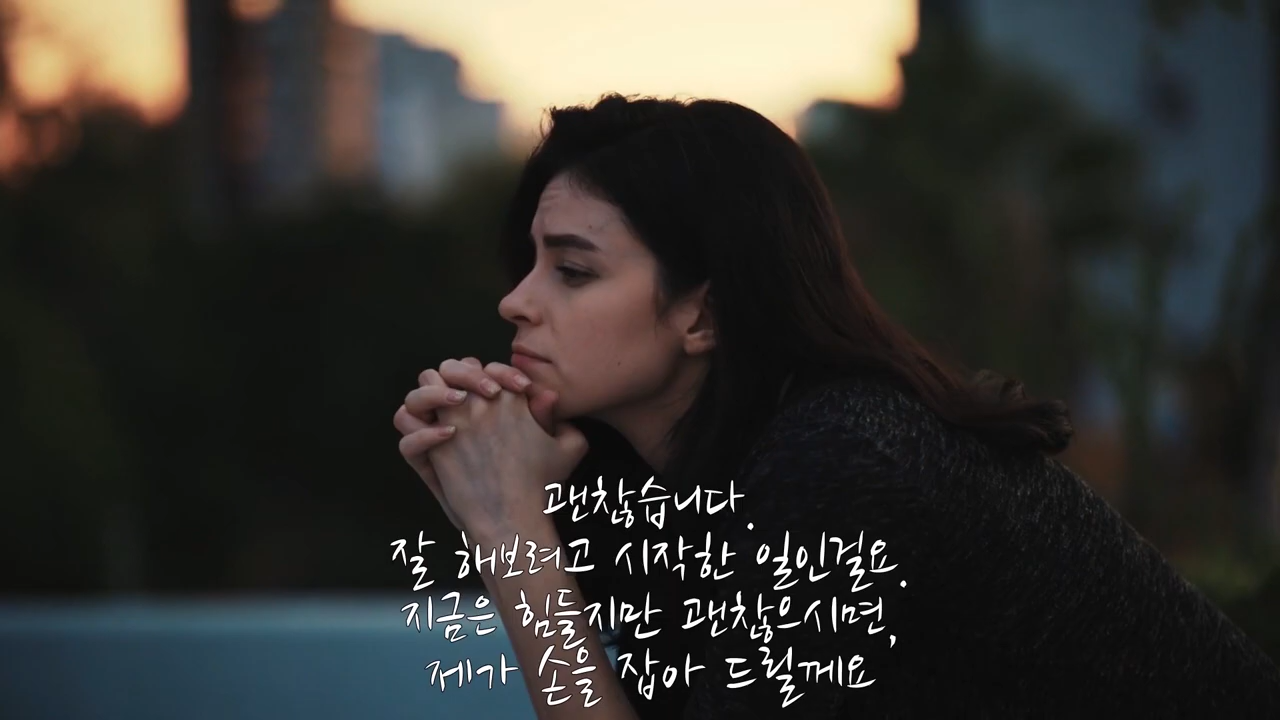 괜찮습니다.
잘 해보려고 시작한 일인걸요.
지금은 힘들지만 괜찮으시면,
제가 손을 잡아 드릴께요